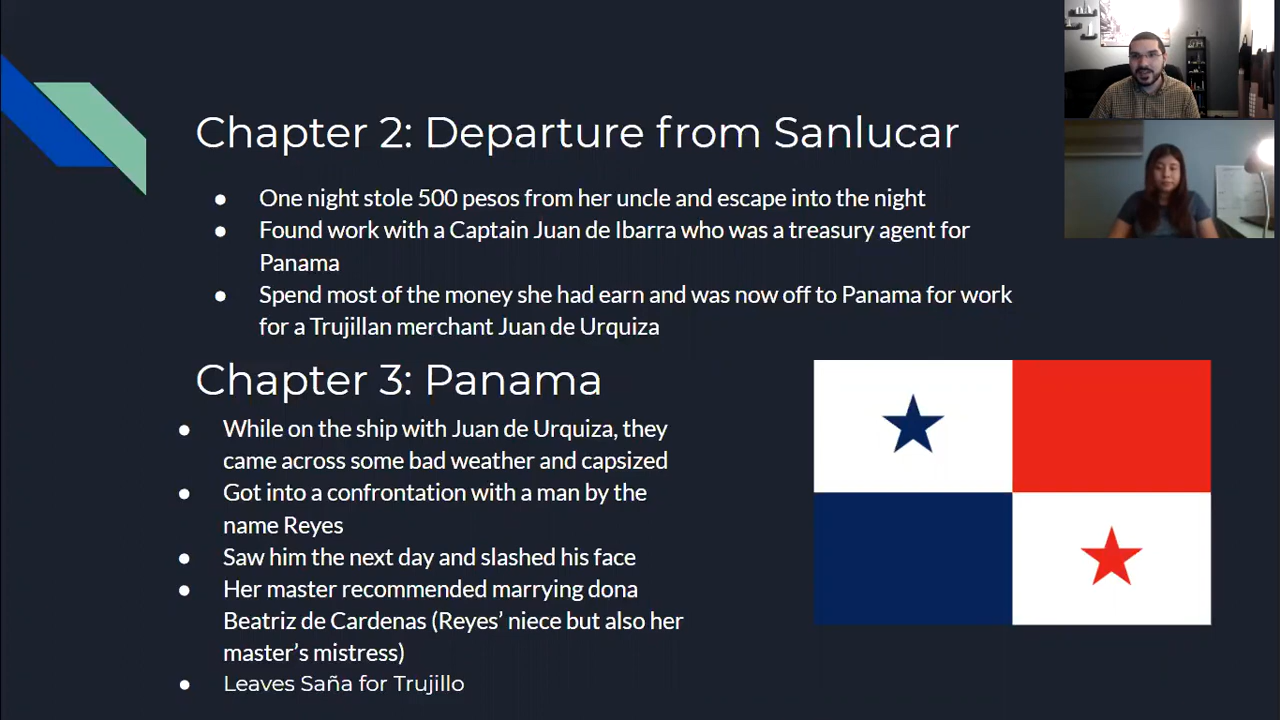 Chapter 2: Departure from Sanlucar
● One night stole 500 pesos from her uncle and escape into the night
● Found work with a Captain Juan de Ibarra who was a treasury agent for
Panama
● Spend most of the money she had earn and was now off to Panama for work
for a Trujillan merchant Juan de Urquiza
Chapter 3: Panama
● While on the ship with Juan de Urquiza, they
came across some bad weather and capsized
● Got into a confrontation with a man by the
name Reyes
● Saw him the next day and slashed his face
● Her master recommended marrying dona
Beatriz de Cardenas (Reyes’ niece but also her
master’s mistress)
● Leaves Saña for Trujillo